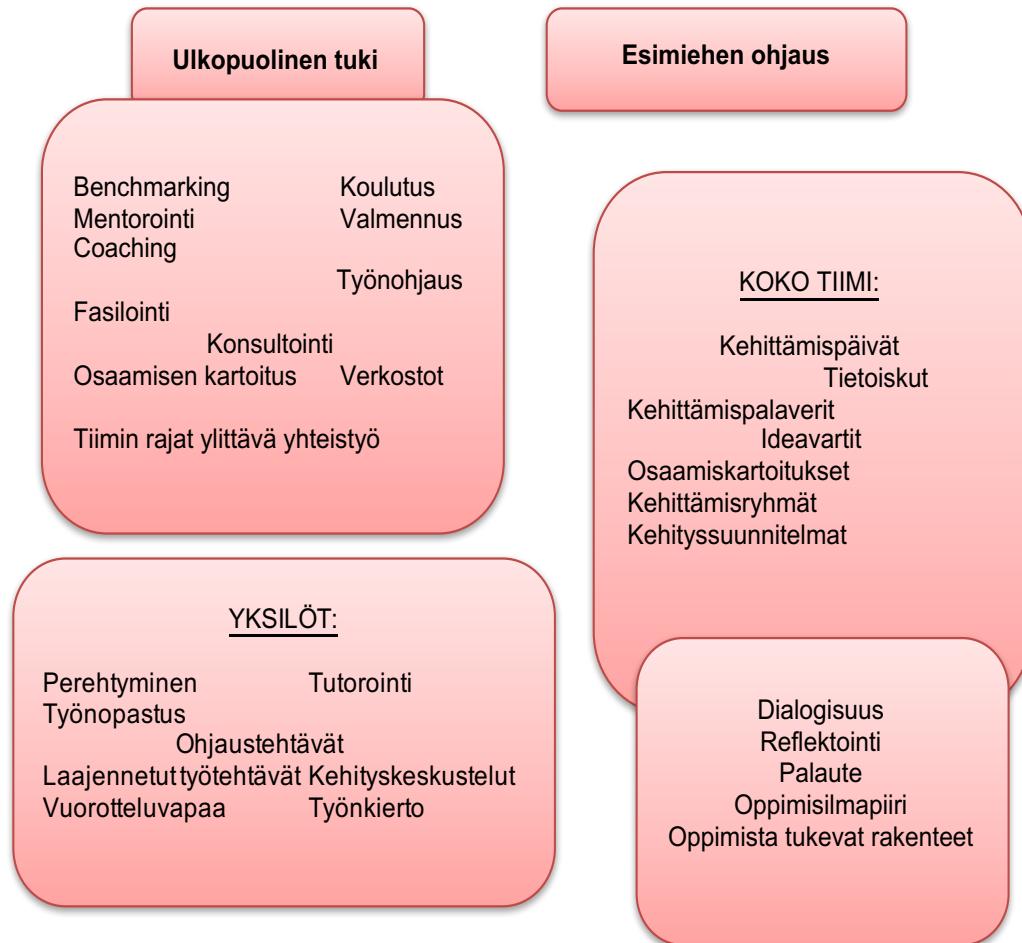 Ulkopuolinen tuki
Esimiehen ohjaus
Benchmarking Koulutus
Mentorointi Valmennus
Coaching
Työnohjaus
Fasilointi
Konsultointi
Osaamisen kartoitus Verkostot
Tiimin rajat ylittävä yhteistyö
KOKO TIIMI:
Kehittämispäivät
Tietoiskut
Kehittämispalaverit
Ideavartit
Osaamiskartoitukset
Kehittämisryhmät
Kehityssuunnitelmat
YKSILÖT:
Perehtyminen Tutorointi
Työnopastus
Ohjaustehtävät
Laajennetut työtehtävät Kehityskeskustelut
Vuorotteluvapaa Työnkierto
Dialogisuus
Reflektointi
Palaute
Oppimisilmapiiri
Oppimista tukevat rakenteet